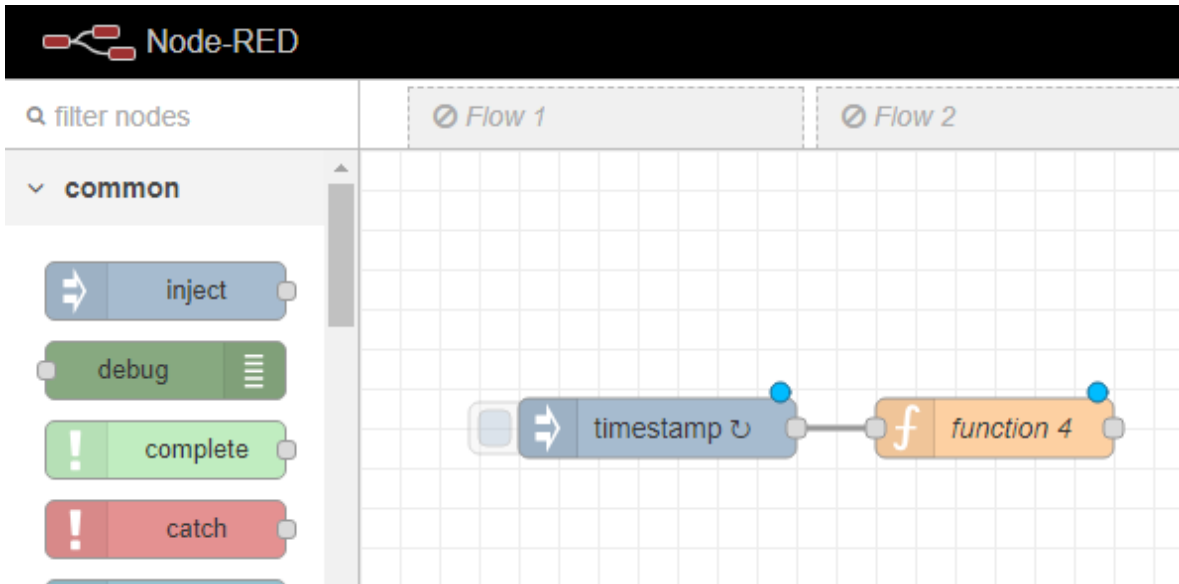 Node-RED
filter nodes
Flow 1
Flow 2
common
inject
debug
complete
catch
timestamp ↻
function 4